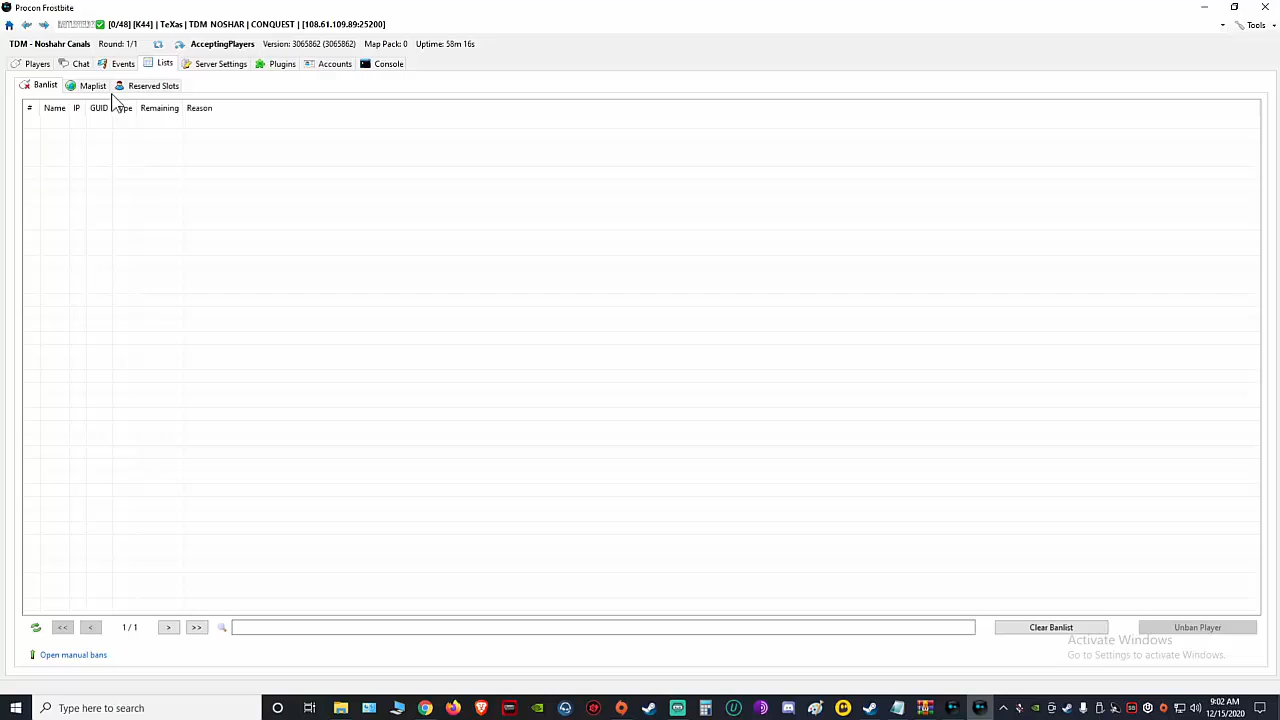 Procon Frostbite
[0/48] [K44] | TeXas | TDM NOSHAR | CONQUEST | [108.61.109.89:25200]
Tools
TDM - Noshahr Canals Round: 1/1 AcceptingPlayers Version: 3065862 (3065862) Map Pack: 0 Uptime: 58m 16s
Players Chat Events Lists Server Settings Plugins Accounts Console
Banlist Maplist Reserved Slots
# Name IP GUID Type Remaining Reason
<< < 1 / 1 > >> Clear Banlist Unban Player
Activate Windows
Go to Settings to activate Windows.
Open manual bans
Type here to search
9:02 AM
12/15/2020